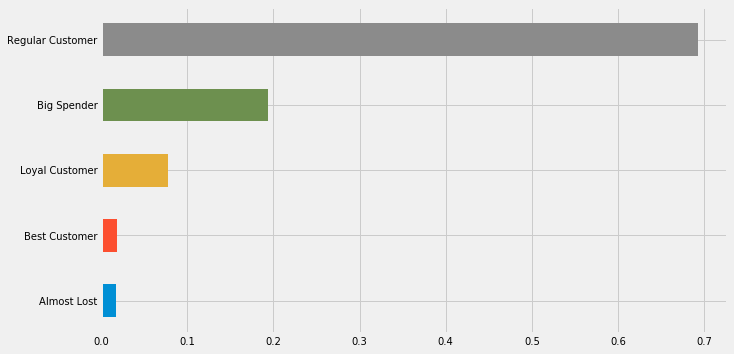 Regular Customer
Big Spender
Loyal Customer
Best Customer
Almost Lost
0.0 0.1 0.2 0.3 0.4 0.5 0.6 0.7